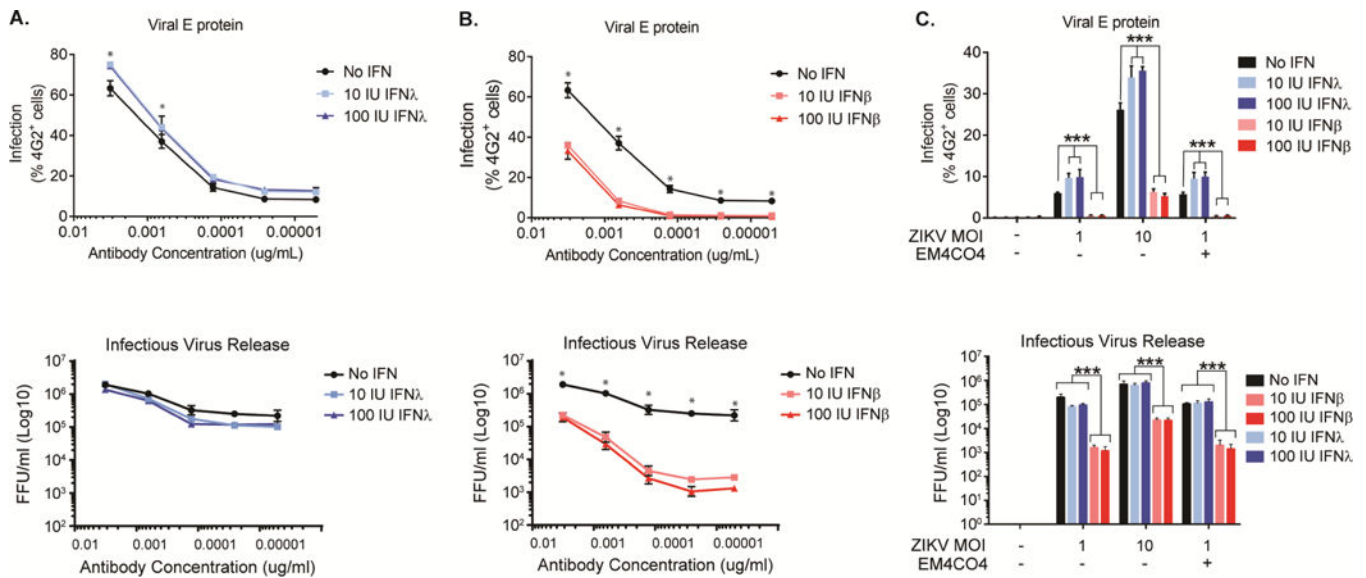 A.
Viral E protein
Infection
(% 4G2⁺ cells)
80
60
40
20
0
0.01
0.001
0.0001
0.00001
Antibody Concentration (ug/mL)
No IFN
10 IU IFNλ
100 IU IFNλ
*
*
Infectious Virus Release
FFU/ml (Log10)
10⁷
10⁶
10⁵
10⁴
10³
10²
0.01
0.001
0.0001
0.00001
Antibody Concentration (ug/ml)
No IFN
10 IU IFNλ
100 IU IFNλ
B.
Viral E protein
Infection
(% 4G2⁺ cells)
80
60
40
20
0
0.01
0.001
0.0001
0.00001
Antibody Concentration (ug/mL)
No IFN
10 IU IFNβ
100 IU IFNβ
*
*
*
*
*
Infectious Virus Release
FFU/ml (Log10)
10⁷
10⁶
10⁵
10⁴
10³
10²
0.01
0.001
0.0001
0.00001
Antibody Concentration (ug/ml)
No IFN
10 IU IFNβ
100 IU IFNβ
*
*
*
*
*
C.
Viral E protein
Infection
(% 4G2⁺ cells)
40
30
20
10
0
***
***
***
No IFN
10 IU IFNλ
100 IU IFNλ
10 IU IFNβ
100 IU IFNβ
ZIKV MOI - 1 10 1
EM4CO4 - - - +
Infectious Virus Release
FFU/ml (Log10)
10⁷
10⁶
10⁵
10⁴
10³
10²
10¹
10⁰
***
***
***
No IFN
10 IU IFNβ
100 IU IFNβ
10 IU IFNλ
100 IU IFNλ
ZIKV MOI - 1 10 1
EM4CO4 - - - +